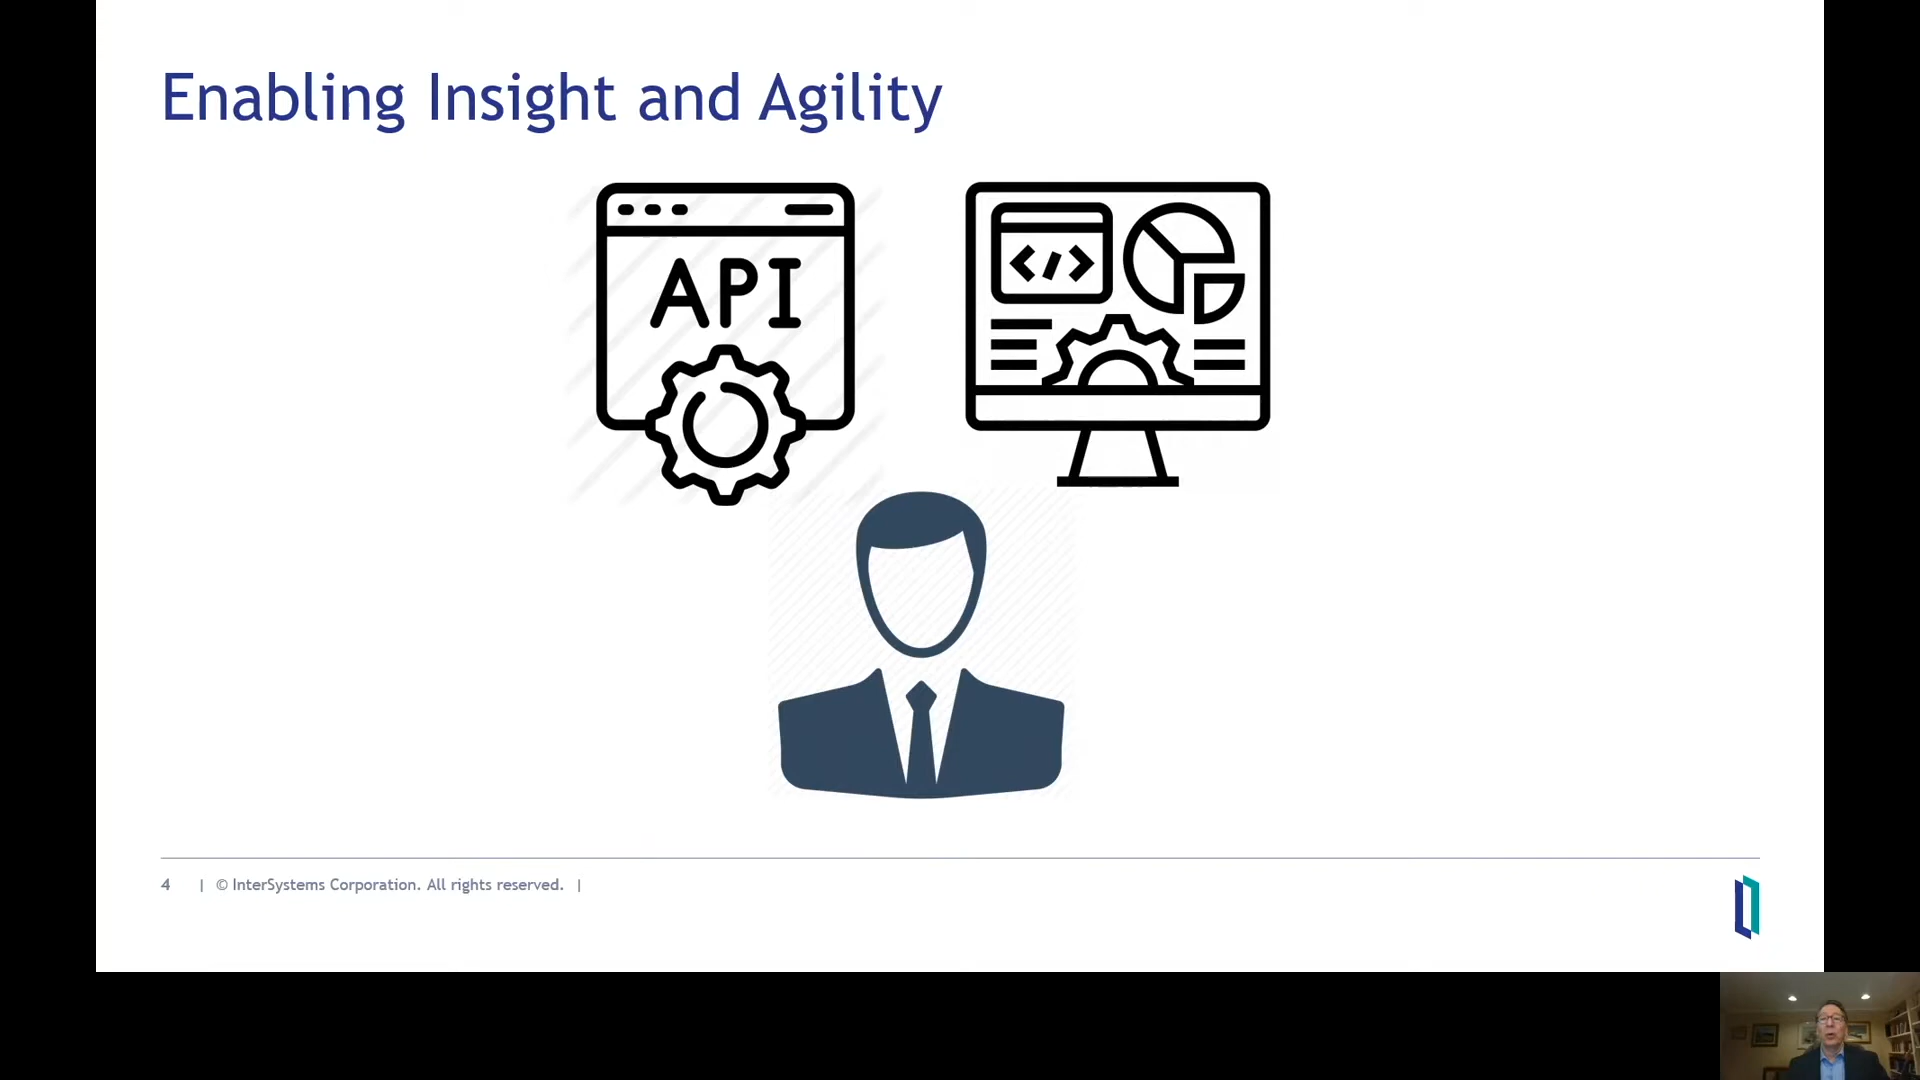 Enabling Insight and Agility
API
</>
4 | © InterSystems Corporation. All rights reserved. |